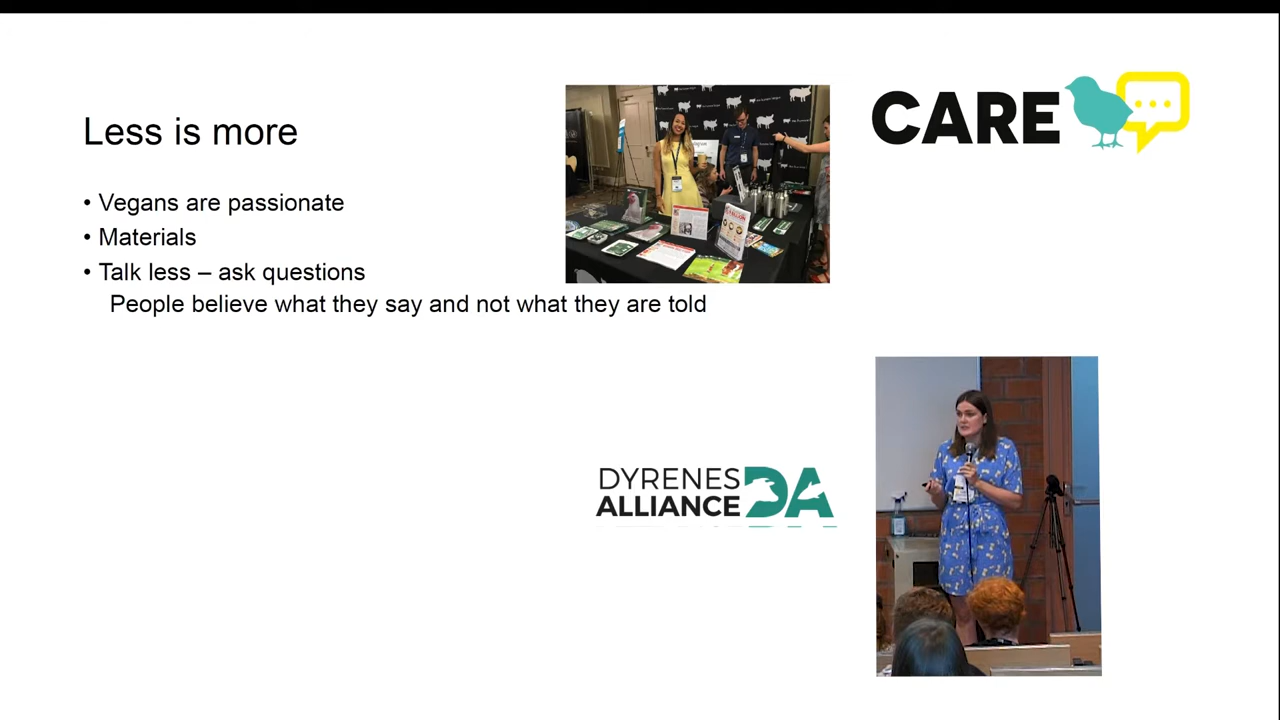 Less is more
CARE
• Vegans are passionate
• Materials
• Talk less – ask questions
People believe what they say and not what they are told
DYRENES
ALLIANCE DA